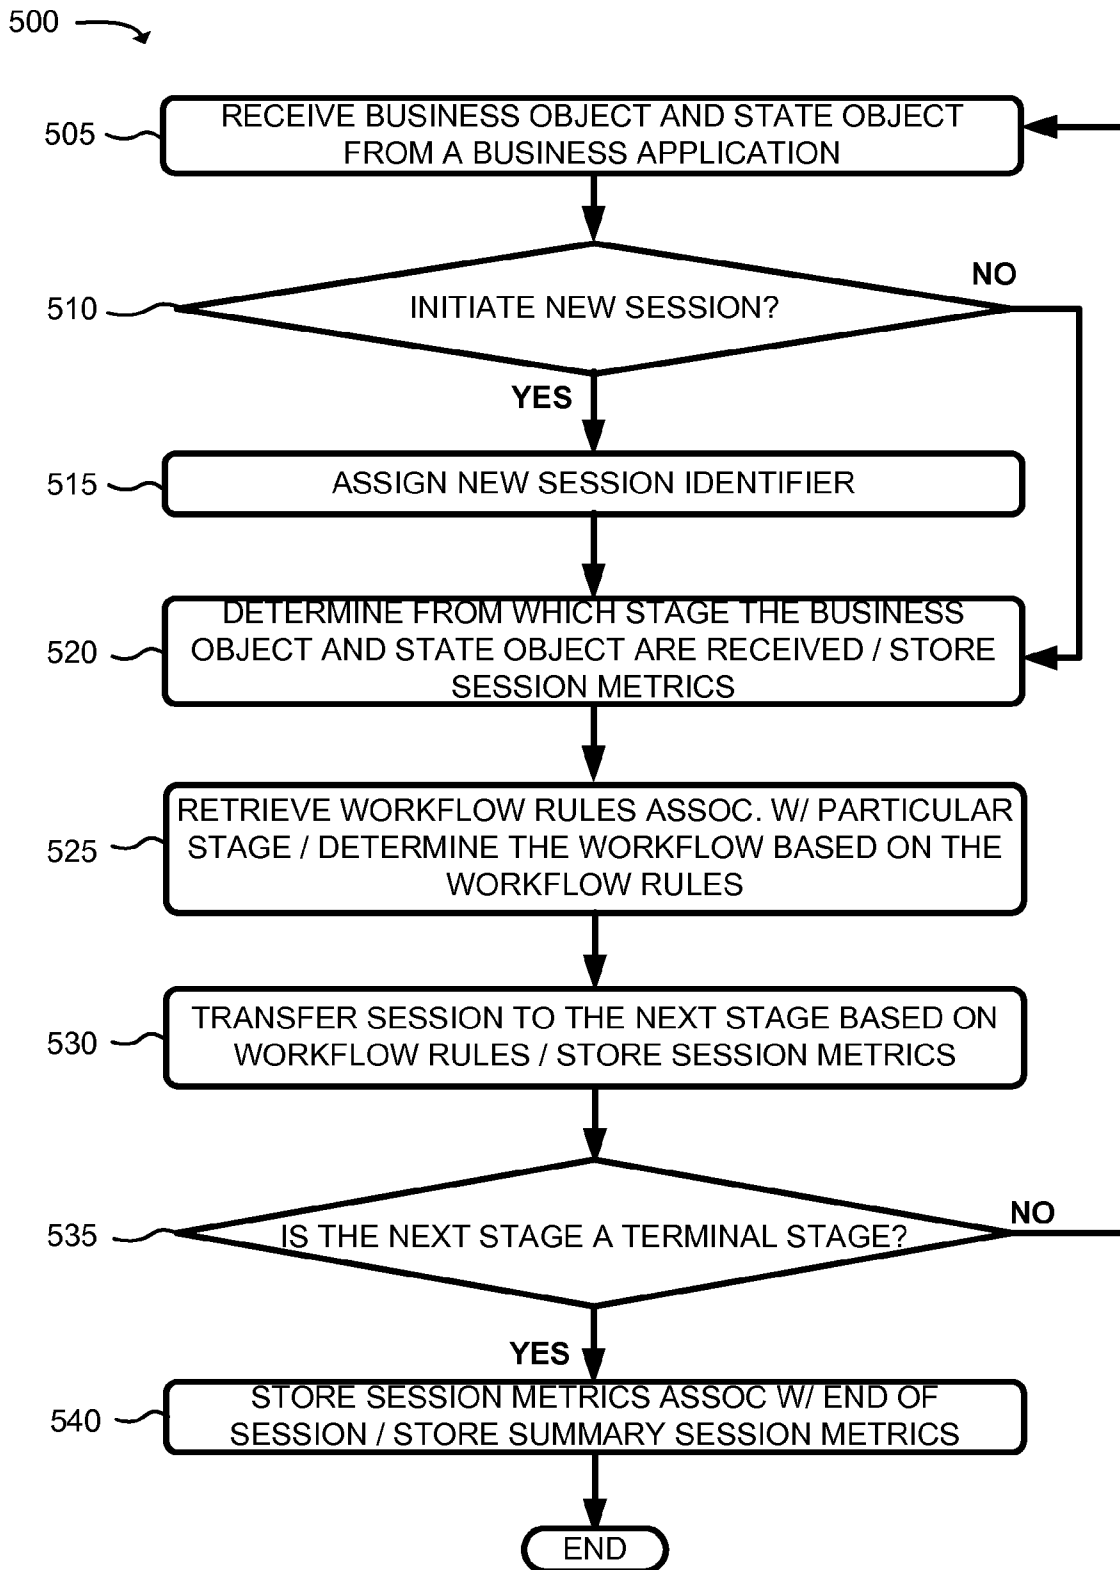 500
505
RECEIVE BUSINESS OBJECT AND STATE OBJECT
FROM A BUSINESS APPLICATION
510
INITIATE NEW SESSION?
NO
YES
515
ASSIGN NEW SESSION IDENTIFIER
520
DETERMINE FROM WHICH STAGE THE BUSINESS
OBJECT AND STATE OBJECT ARE RECEIVED / STORE
SESSION METRICS
525
RETRIEVE WORKFLOW RULES ASSOC. W/ PARTICULAR
STAGE / DETERMINE THE WORKFLOW BASED ON THE
WORKFLOW RULES
530
TRANSFER SESSION TO THE NEXT STAGE BASED ON
WORKFLOW RULES / STORE SESSION METRICS
535
IS THE NEXT STAGE A TERMINAL STAGE?
NO
YES
540
STORE SESSION METRICS ASSOC W/ END OF
SESSION / STORE SUMMARY SESSION METRICS
END